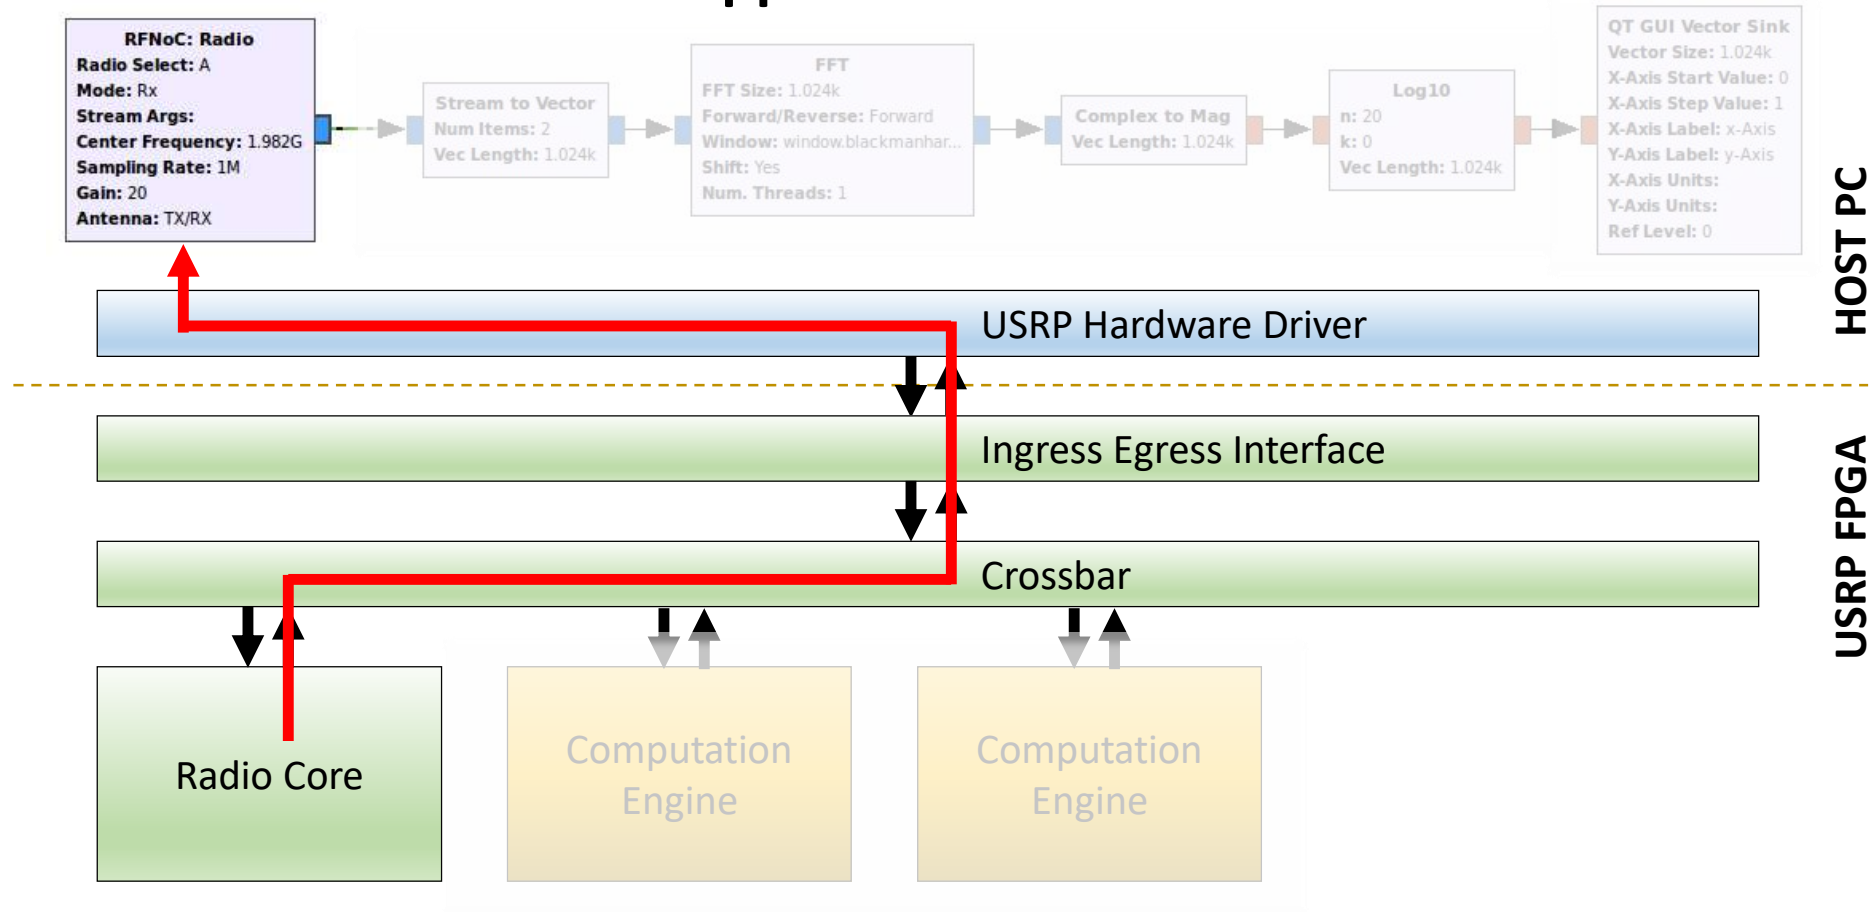 RFNoC: Radio
Radio Select: A
Mode: Rx
Stream Args:
Center Frequency: 1.982G
Sampling Rate: 1M
Gain: 20
Antenna: TX/RX
Stream to Vector
Num Items: 2
Vec Length: 1.024k
FFT
FFT Size: 1.024k
Forward/Reverse: Forward
Window: window.blackmanhar...
Shift: Yes
Num. Threads: 1
Complex to Mag
Vec Length: 1.024k
Log10
n: 20
k: 0
Vec Length: 1.024k
QT GUI Vector Sink
Vector Size: 1.024k
X-Axis Start Value: 0
X-Axis Step Value: 1
X-Axis Label: x-Axis
Y-Axis Label: y-Axis
X-Axis Units:
Y-Axis Units:
Ref Level: 0
HOST PC
USRP Hardware Driver
Ingress Egress Interface
Crossbar
USRP FPGA
Radio Core
Computation
Engine
Computation
Engine